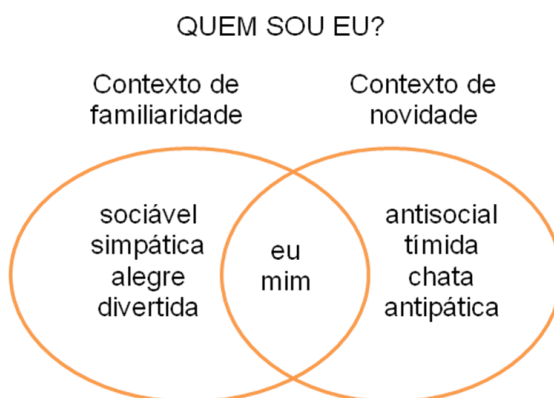 QUEM SOU EU?
Contexto de
familiaridade
Contexto de
novidade
sociável
simpática
alegre
divertida
eu
mim
antisocial
tímida
chata
antipática